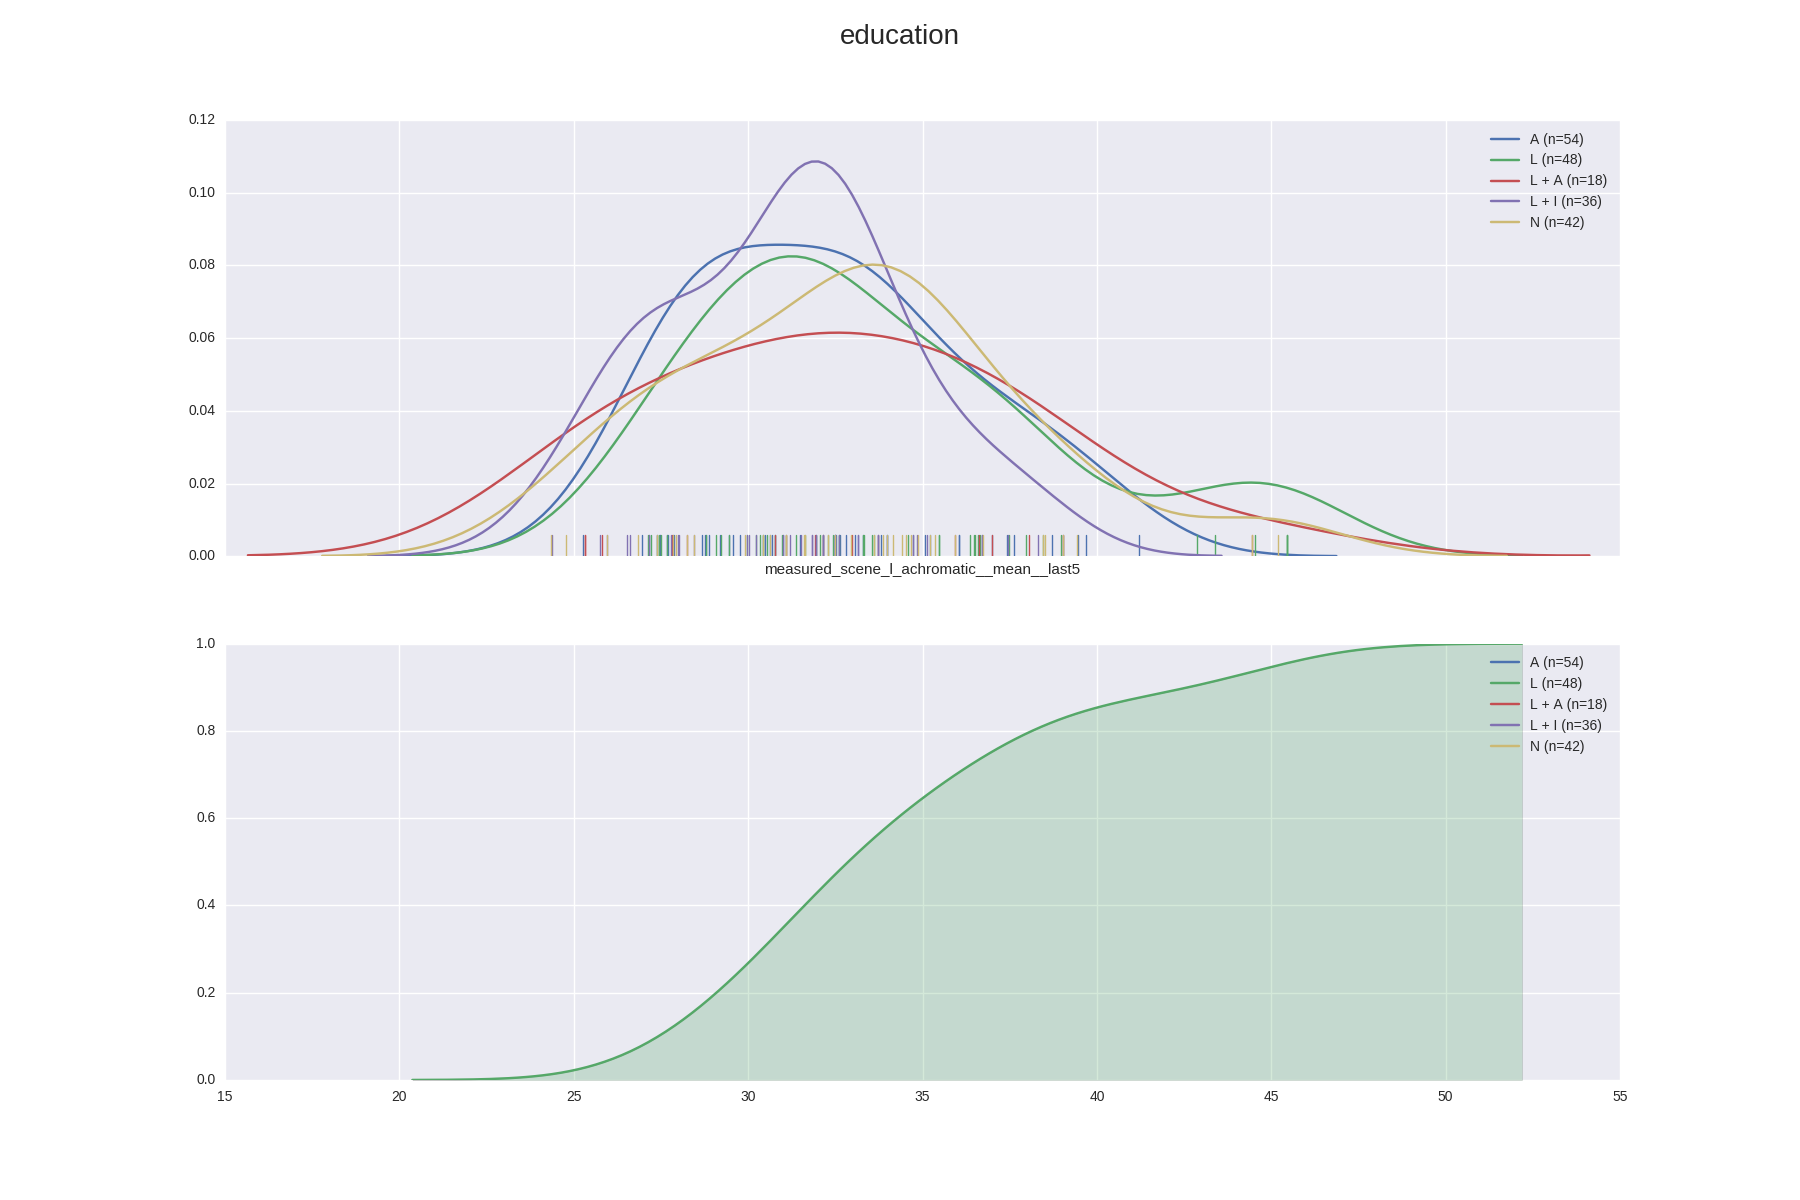 education
0.12
0.10
0.08
0.06
0.04
0.02
0.00
A (n=54)
L (n=48)
L + A (n=18)
L + I (n=36)
N (n=42)
measured_scene_l_achromatic__mean__last5
1.0
0.8
0.6
0.4
0.2
0.0
A (n=54)
L (n=48)
L + A (n=18)
L + I (n=36)
N (n=42)
15 20 25 30 35 40 45 50 55